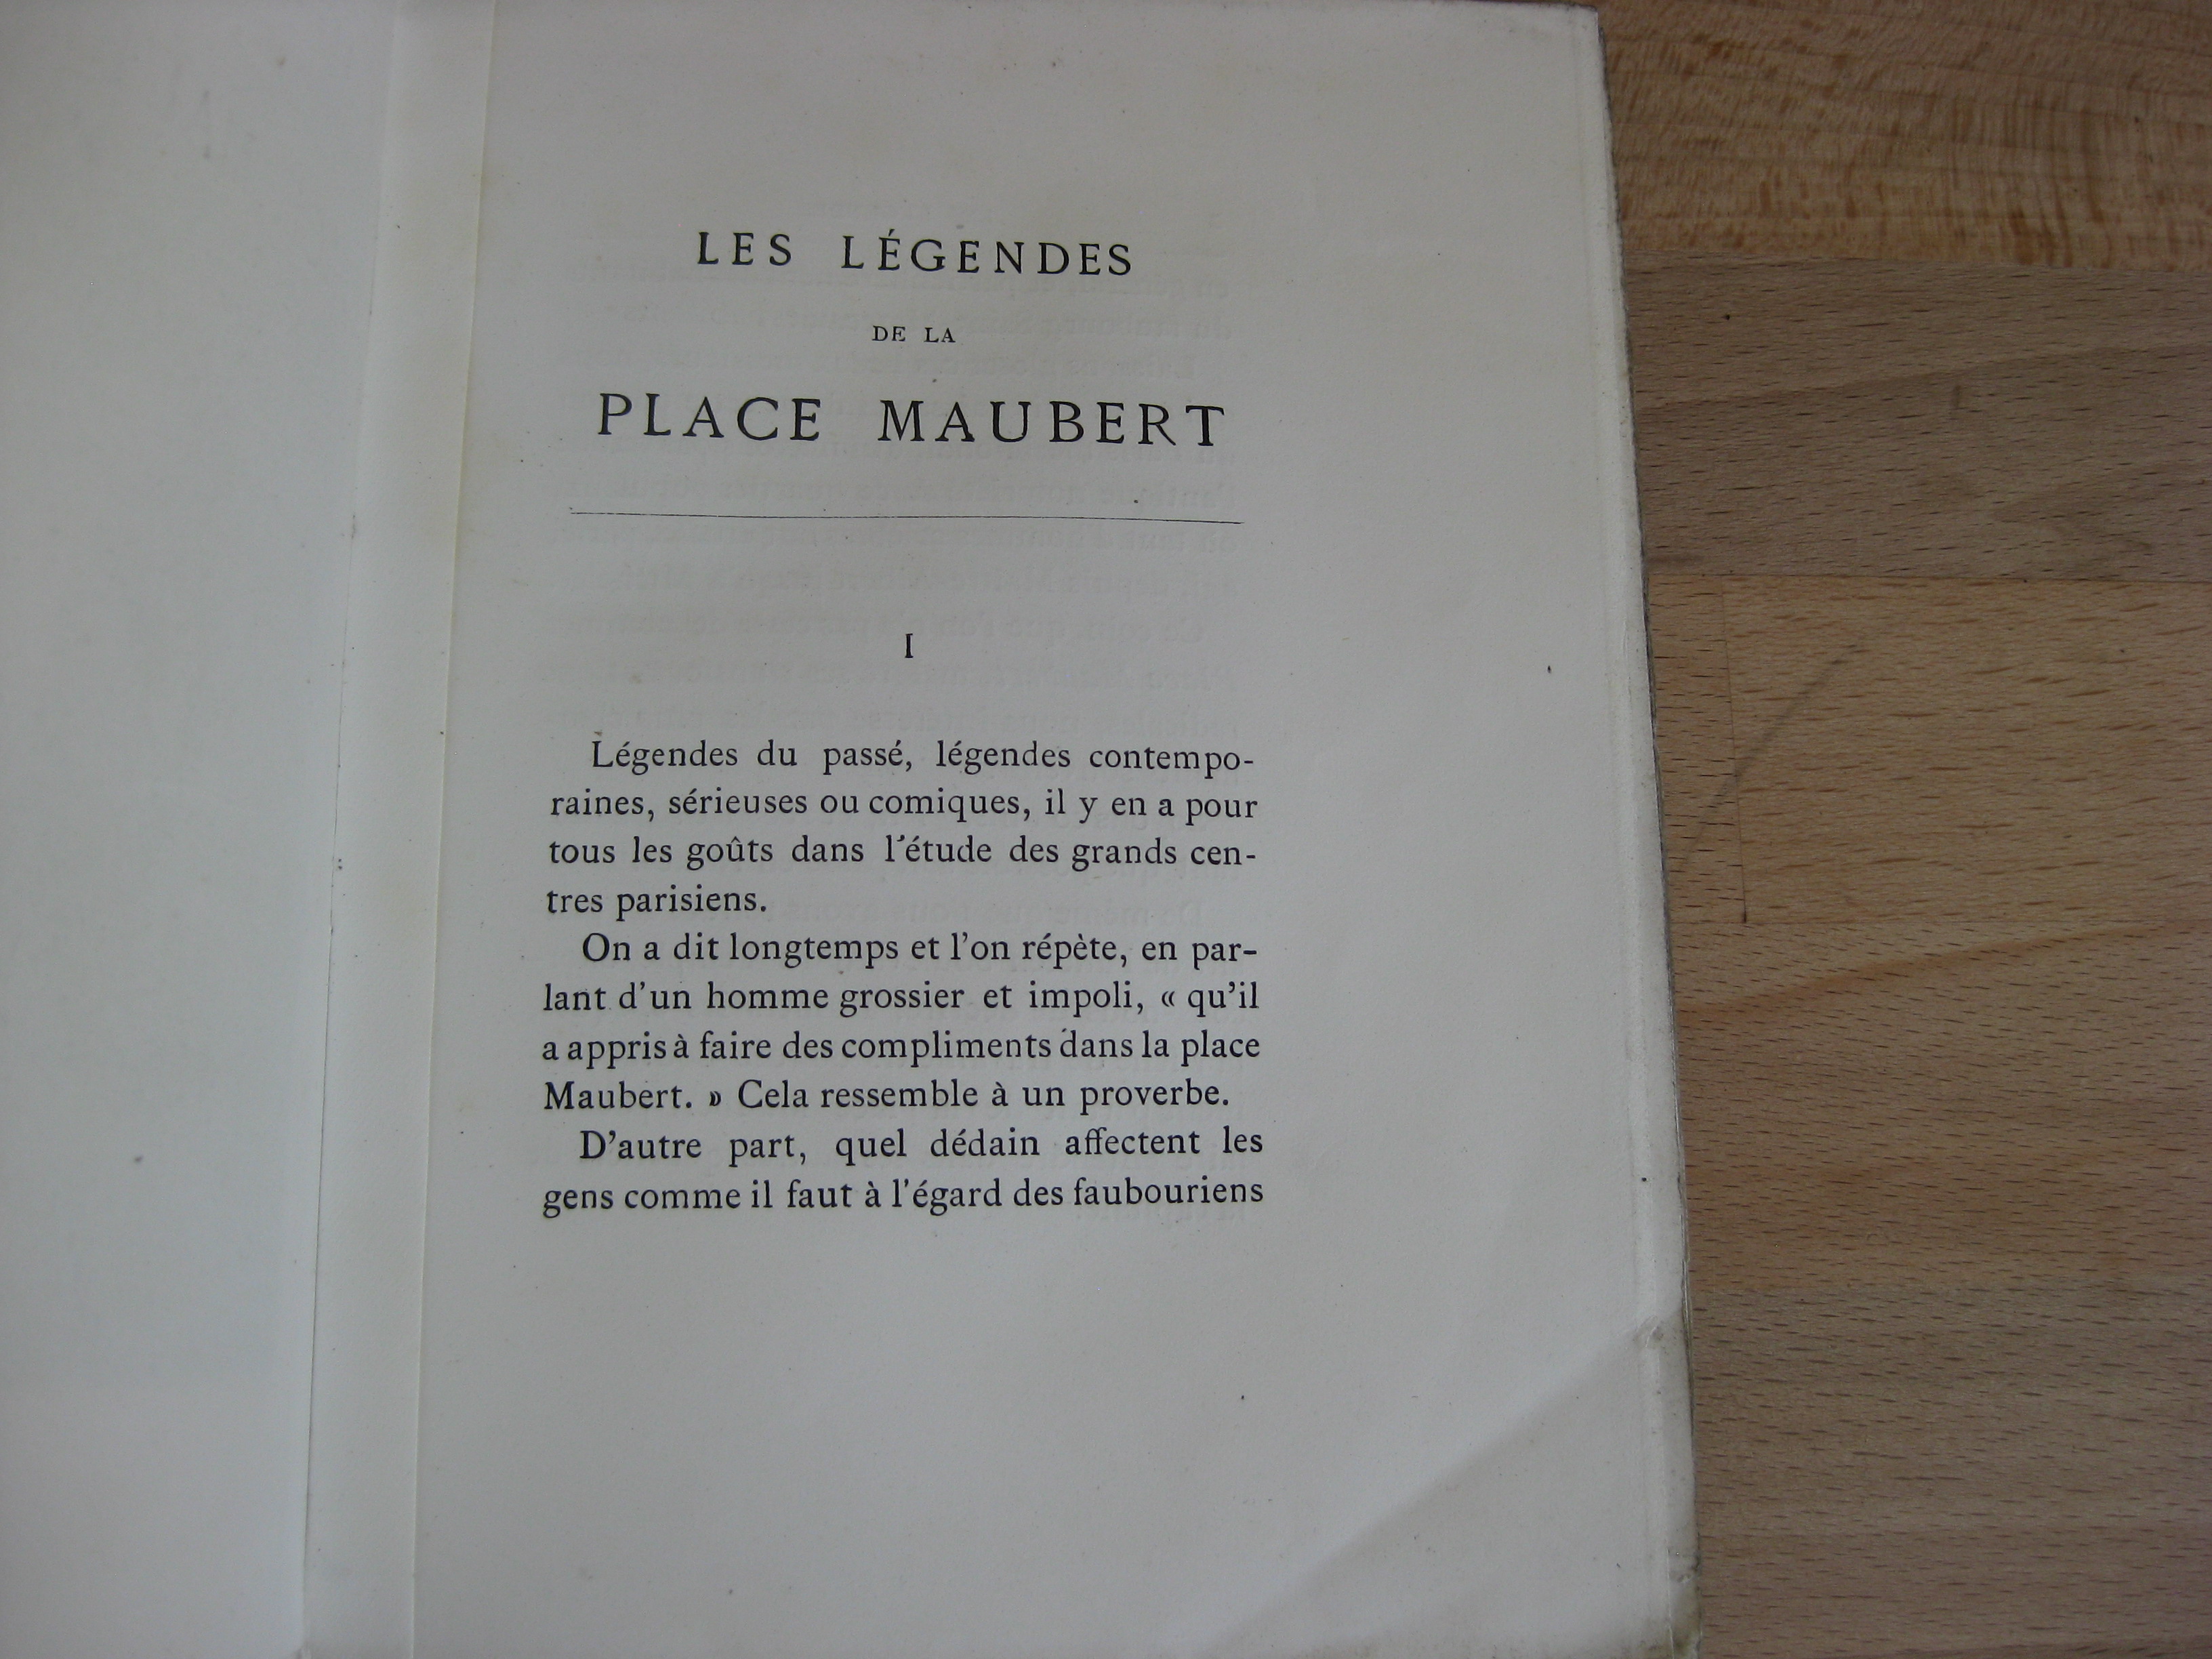 LES LÉGENDES
DE LA
PLACE MAUBERT
I
Légendes du passé, légendes contempo-
raines, sérieuses ou comiques, il y en a pour
tous les goûts dans l'étude des grands cen-
tres parisiens.
On a dit longtemps et l'on répète, en par-
lant d'un homme grossier et impoli, « qu'il
a appris à faire des compliments dans la place
Maubert. » Cela ressemble à un proverbe.
D'autre part, quel dédain affectent les
gens comme il faut à l'égard des faubouriens